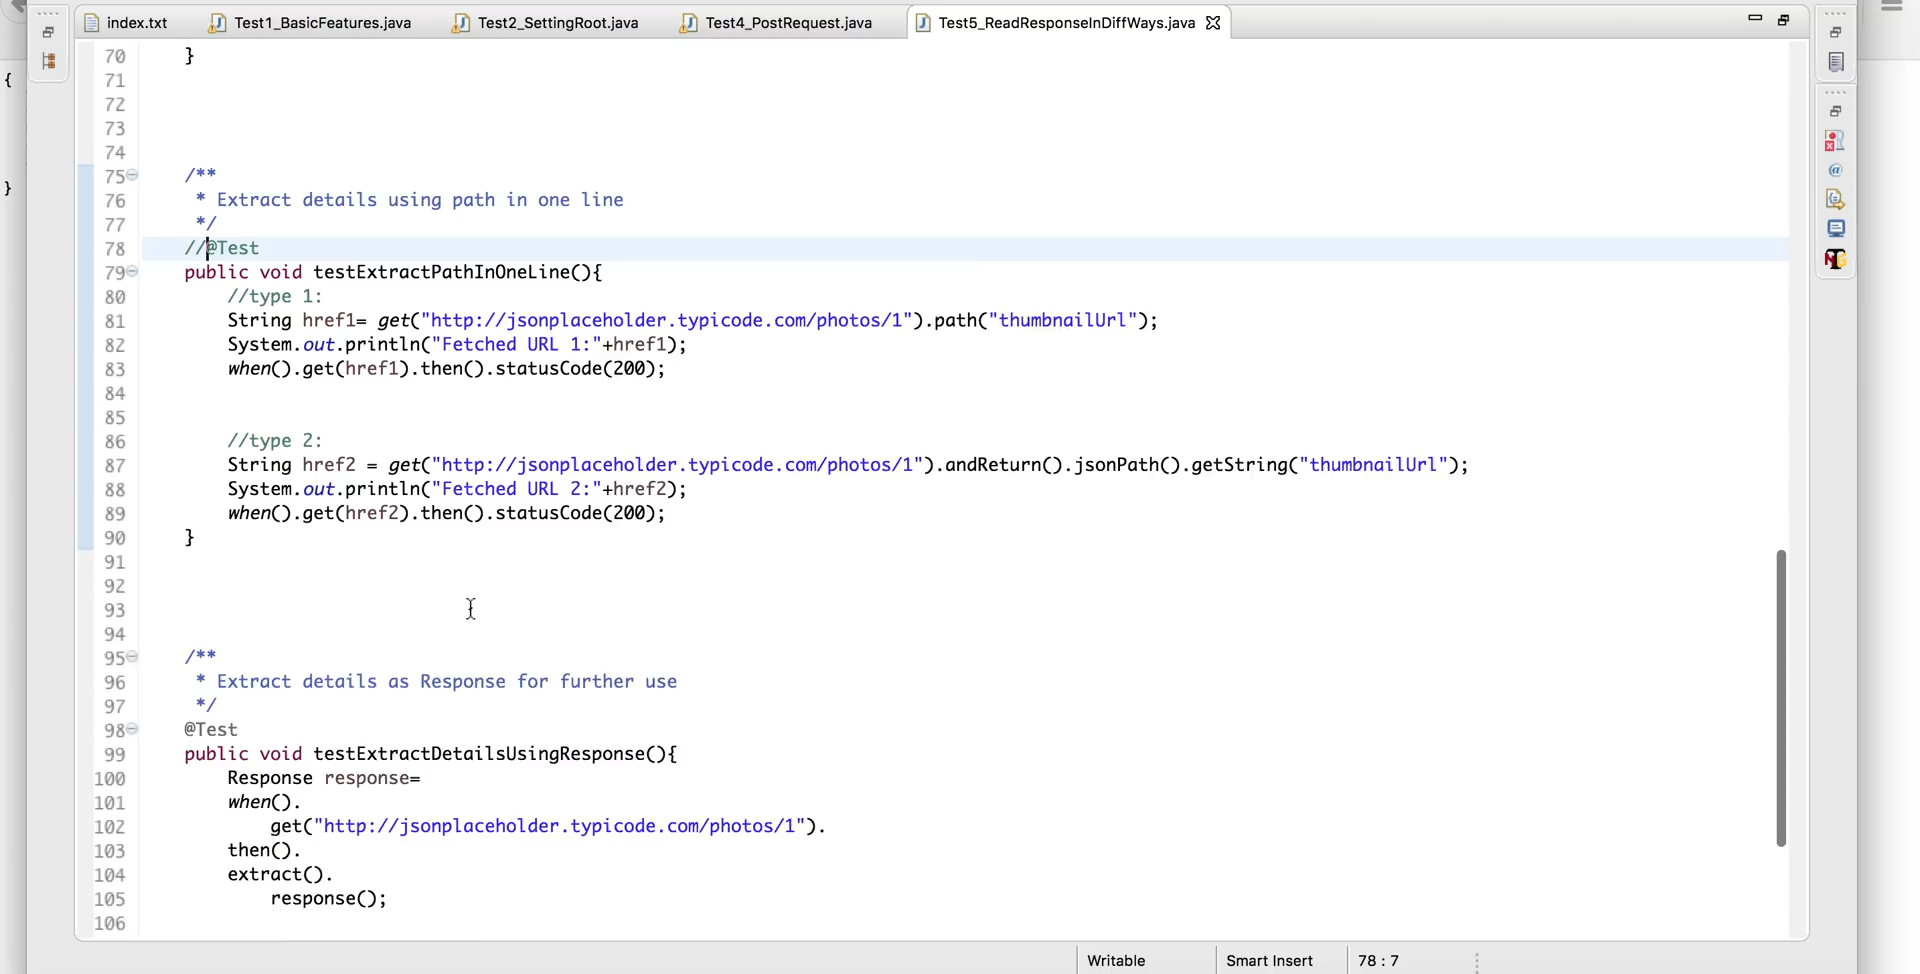 index.txt Test1_BasicFeatures.java Test2_SettingRoot.java Test4_PostRequest.java Test5_ReadResponseInDiffWays.java
{
}
70 }
71
72
73
74
75 /**
76 * Extract details using path in one line
77 */
78 //@Test
79 public void testExtractPathInOneLine(){
80 //type 1:
81 String href1= get("http://jsonplaceholder.typicode.com/photos/1").path("thumbnailUrl");
82 System.out.println("Fetched URL 1:"+href1);
83 when().get(href1).then().statusCode(200);
84
85
86 //type 2:
87 String href2 = get("http://jsonplaceholder.typicode.com/photos/1").andReturn().jsonPath().getString("thumbnailUrl");
88 System.out.println("Fetched URL 2:"+href2);
89 when().get(href2).then().statusCode(200);
90 }
91
92
93
94
95 /**
96 * Extract details as Response for further use
97 */
98 @Test
99 public void testExtractDetailsUsingResponse(){
100 Response response=
101 when().
102 get("http://jsonplaceholder.typicode.com/photos/1").
103 then().
104 extract().
105 response();
106
Writable Smart Insert 78 : 7